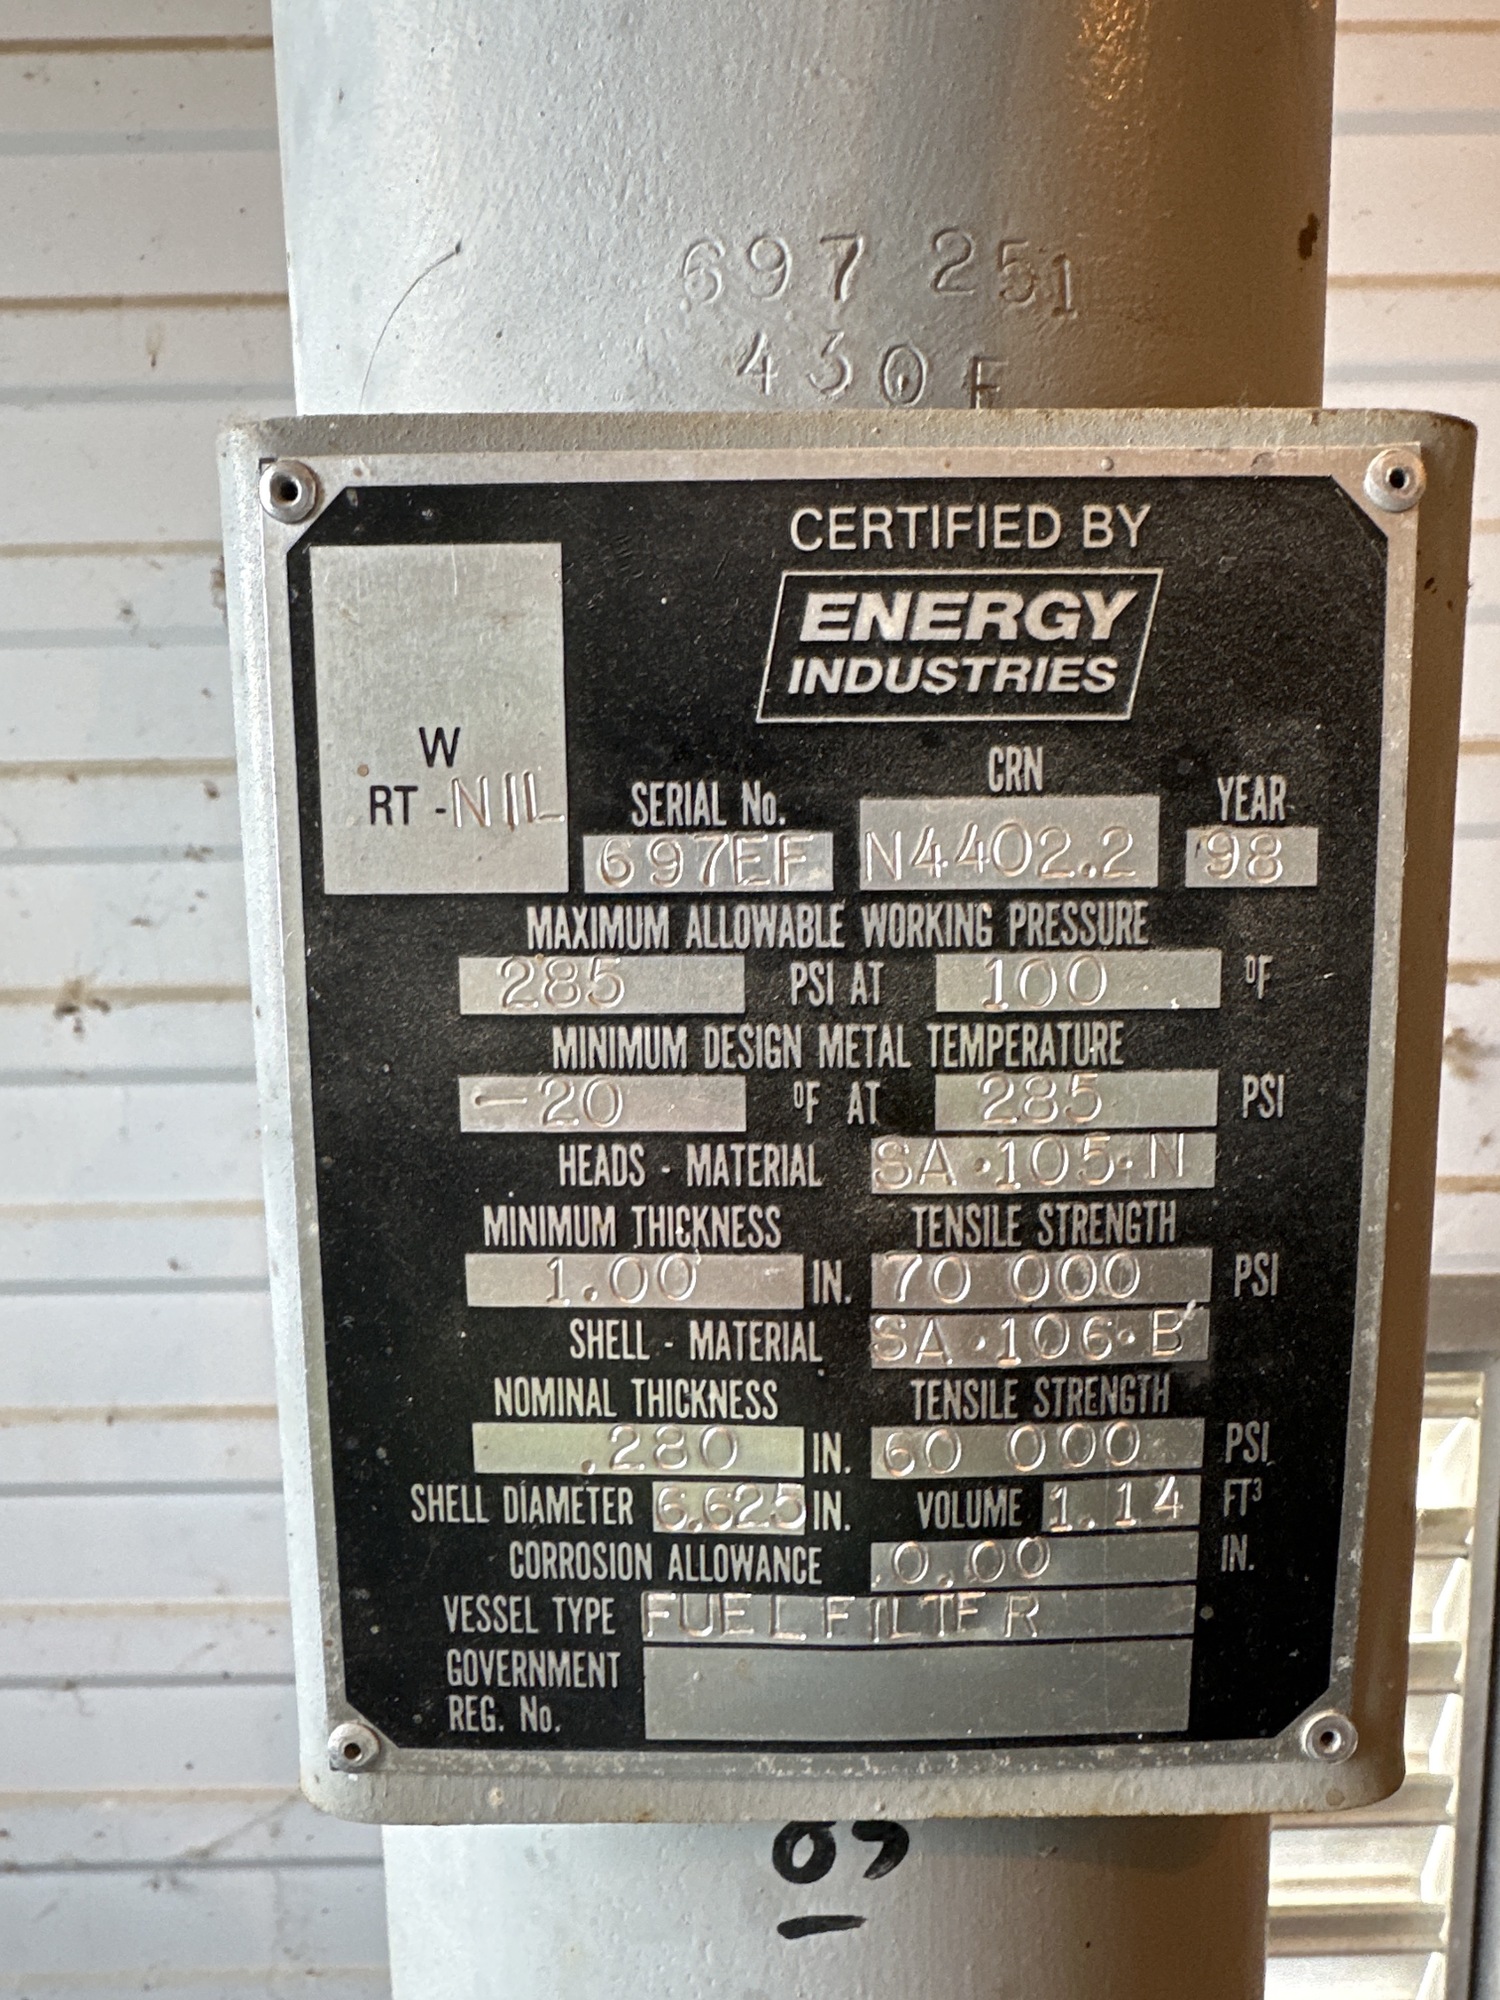 697 251
430 F
CERTIFIED BY
ENERGY
INDUSTRIES
W
RT - NIL
SERIAL No. CRN YEAR
697EF N4402.2 98
MAXIMUM ALLOWABLE WORKING PRESSURE
285 PSI AT 100 °F
MINIMUM DESIGN METAL TEMPERATURE
-20 °F AT 285 PSI
HEADS - MATERIAL SA·105·N
MINIMUM THICKNESS TENSILE STRENGTH
1.00 IN. 70 000 PSI
SHELL - MATERIAL SA·106·B
NOMINAL THICKNESS TENSILE STRENGTH
.280 IN. 60 000 PSI
SHELL DIAMETER 6.625 IN. VOLUME 1.14 FT³
CORROSION ALLOWANCE 0.00 IN.
VESSEL TYPE FUEL FILTER
GOVERNMENT
REG. No.